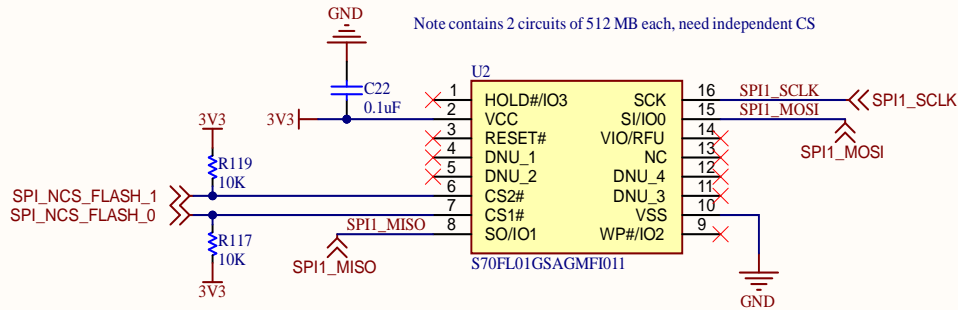 GND
Note contains 2 circuits of 512 MB each, need independent CS
U2
C22
0.1uF
1 HOLD#/IO3 SCK 16 SPI1_SCLK SPI1_SCLK
3V3 2 VCC SI/IO0 15 SPI1_MOSI
3V3 3 RESET# VIO/RFU 14
4 DNU_1 NC 13 SPI1_MOSI
R119
10K
5 DNU_2 DNU_4 12
SPI_NCS_FLASH_1 6 CS2# DNU_3 11
SPI_NCS_FLASH_0 7 CS1# VSS 10
SPI1_MISO 8 SO/IO1 WP#/IO2 9
R117
10K
SPI1_MISO
S70FL01GSAGMFI011
3V3
GND